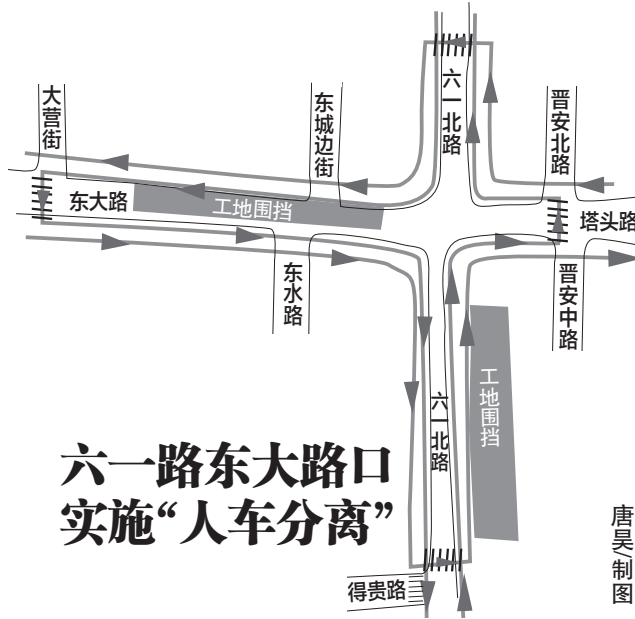 六一北路
大营街
东城边街
晋安北路
东大路
工地围挡
塔头路
东水路
晋安中路
工地围挡
六一北路
六一路东大路口
实施“人车分离”
得贵路
唐昊/制图